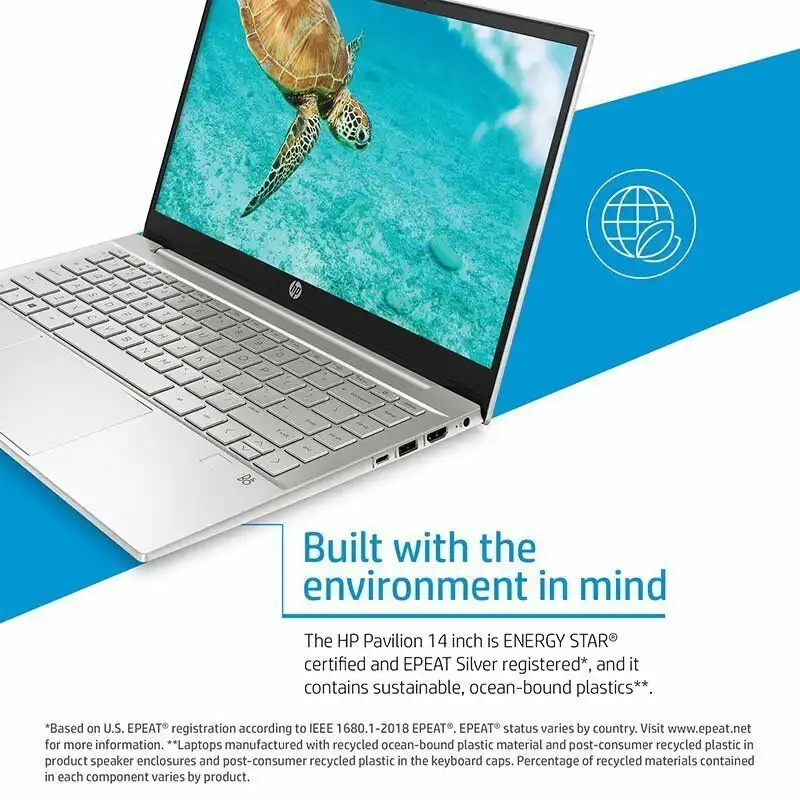 hp
B&O
Built with the
environment in mind
The HP Pavilion 14 inch is ENERGY STAR®
certified and EPEAT Silver registered*, and it
contains sustainable, ocean-bound plastics**.
*Based on U.S. EPEAT® registration according to IEEE 1680.1-2018 EPEAT®. EPEAT® status varies by country. Visit www.epeat.net
for more information. **Laptops manufactured with recycled ocean-bound plastic material and post-consumer recycled plastic in
product speaker enclosures and post-consumer recycled plastic in the keyboard caps. Percentage of recycled materials contained
in each component varies by product.